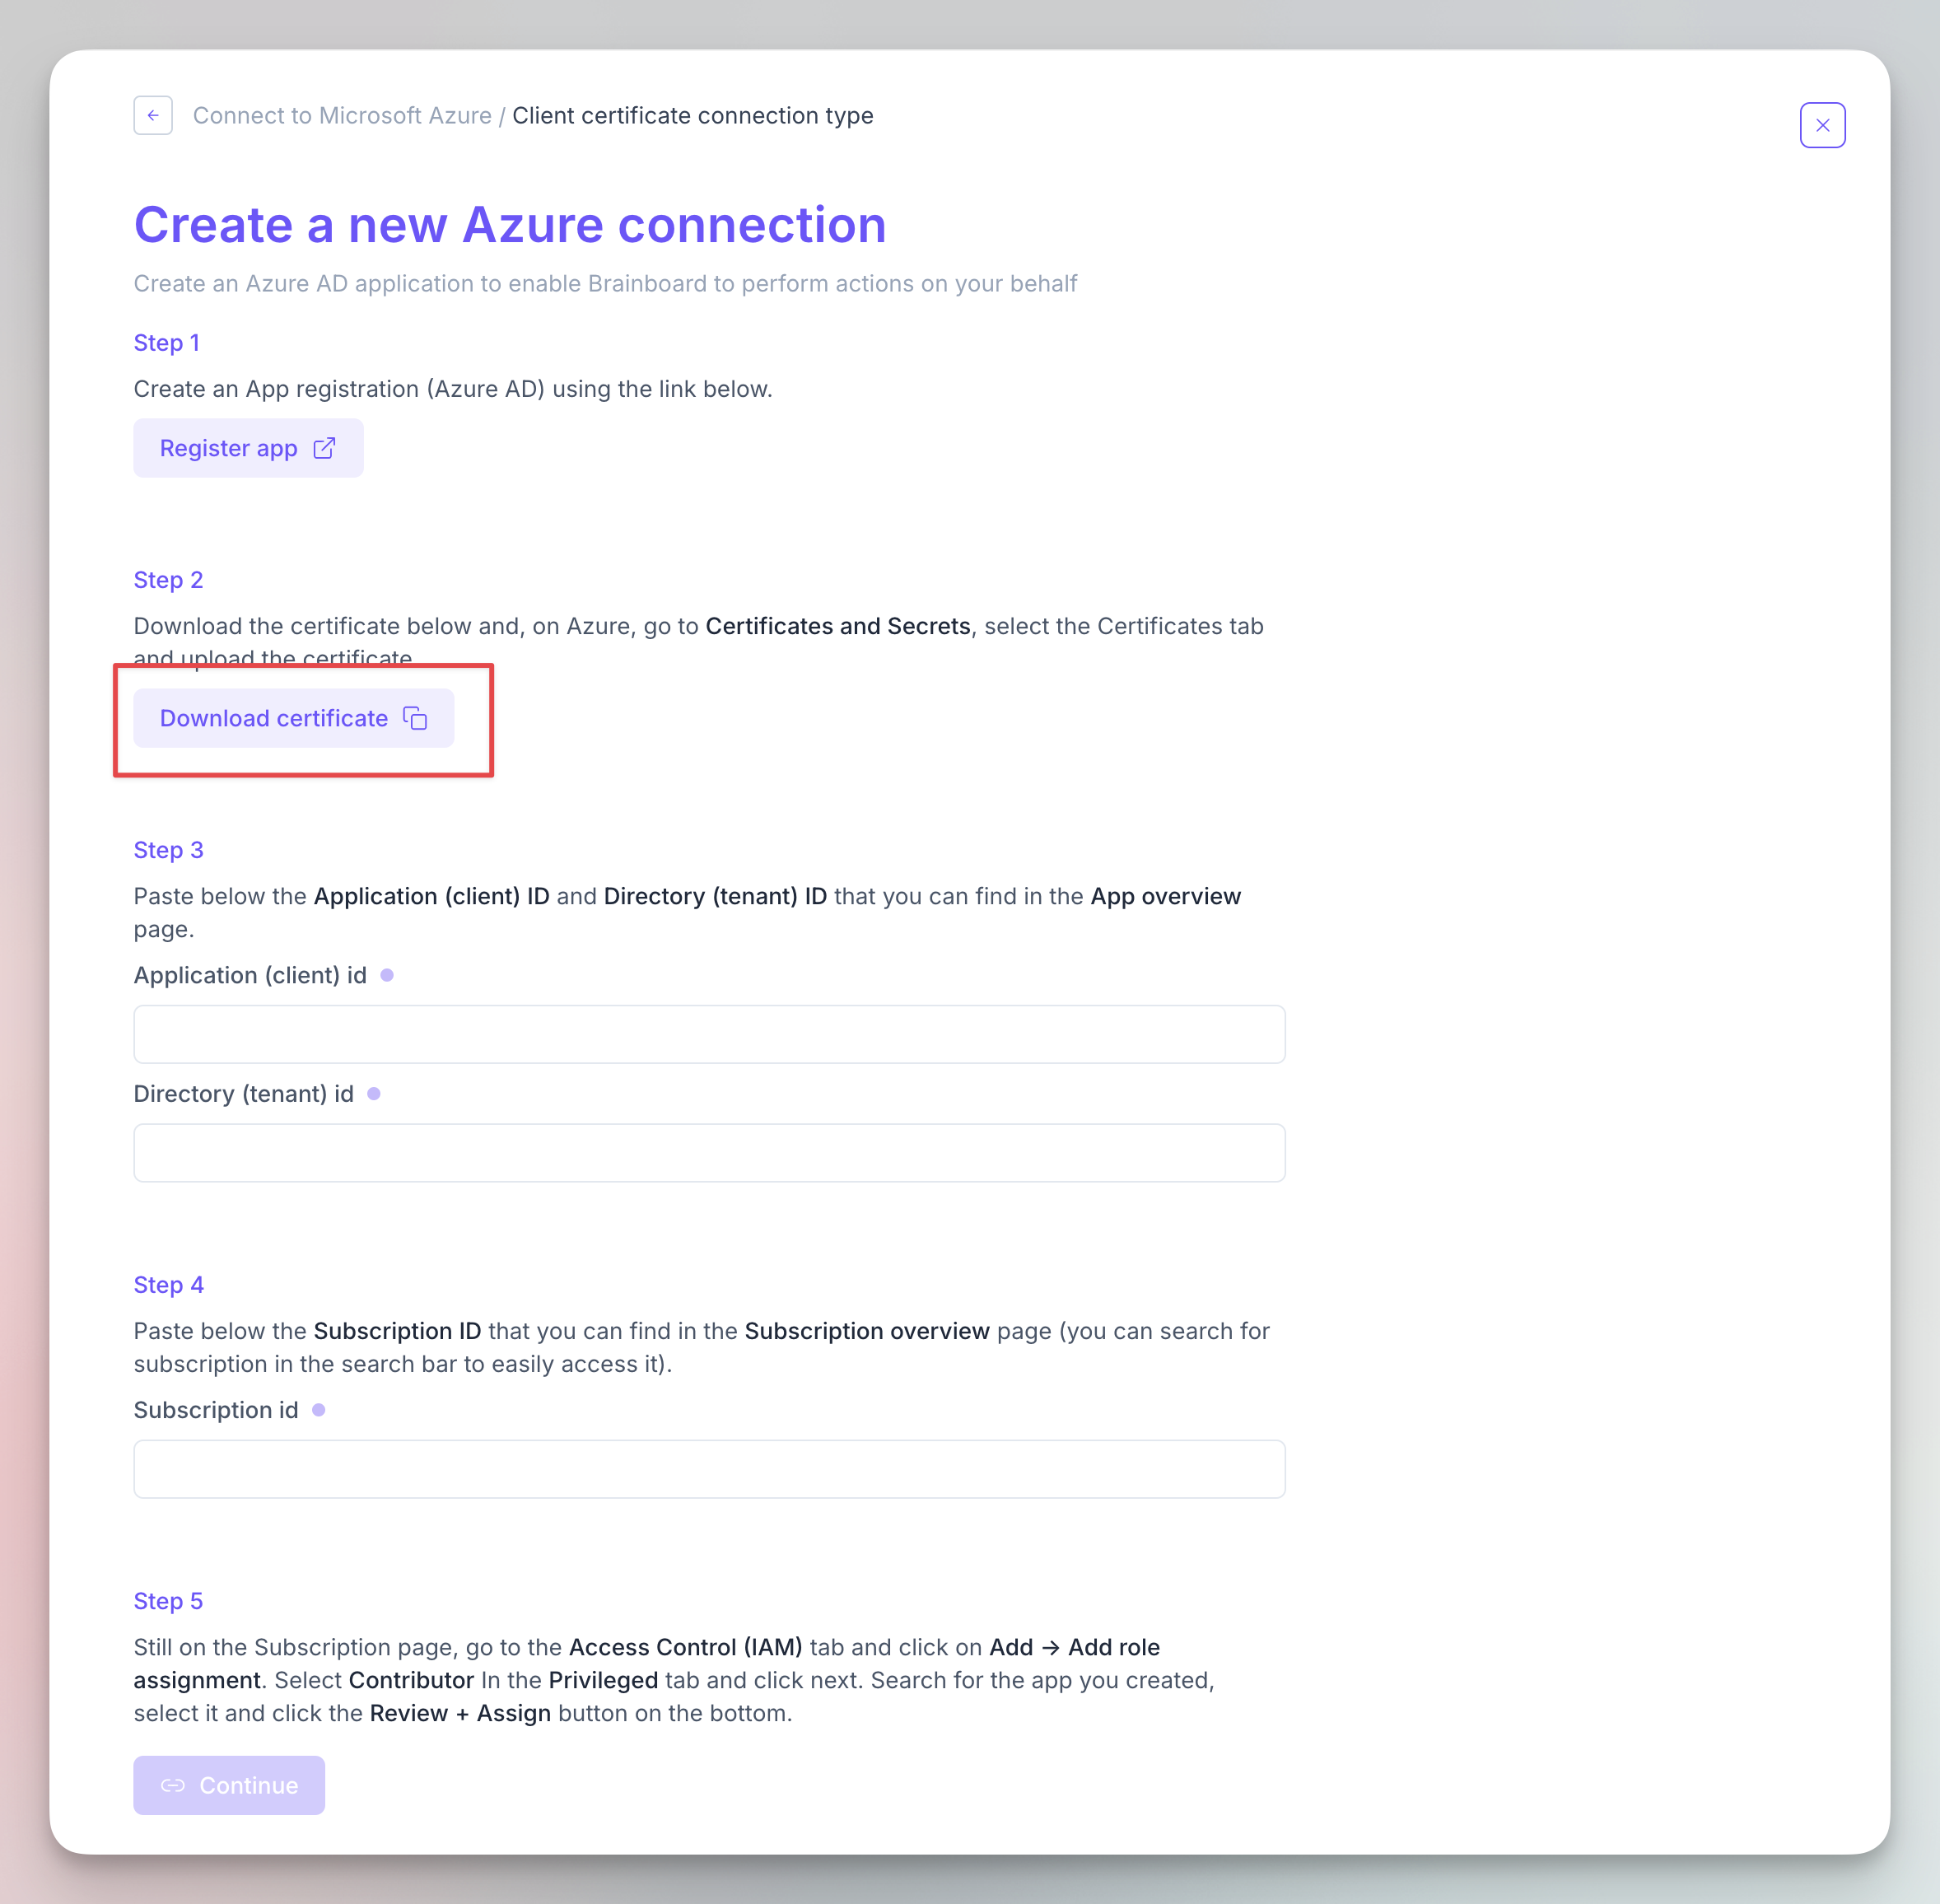 Connect to Microsoft Azure / Client certificate connection type
Create a new Azure connection
Create an Azure AD application to enable Brainboard to perform actions on your behalf
Step 1
Create an App registration (Azure AD) using the link below.
Register app
Step 2
Download the certificate below and, on Azure, go to Certificates and Secrets, select the Certificates tab
and upload the certificate
Download certificate
Step 3
Paste below the Application (client) ID and Directory (tenant) ID that you can find in the App overview
page.
Application (client) id
Directory (tenant) id
Step 4
Paste below the Subscription ID that you can find in the Subscription overview page (you can search for
subscription in the search bar to easily access it).
Subscription id
Step 5
Still on the Subscription page, go to the Access Control (IAM) tab and click on Add → Add role
assignment. Select Contributor In the Privileged tab and click next. Search for the app you created,
select it and click the Review + Assign button on the bottom.
Continue